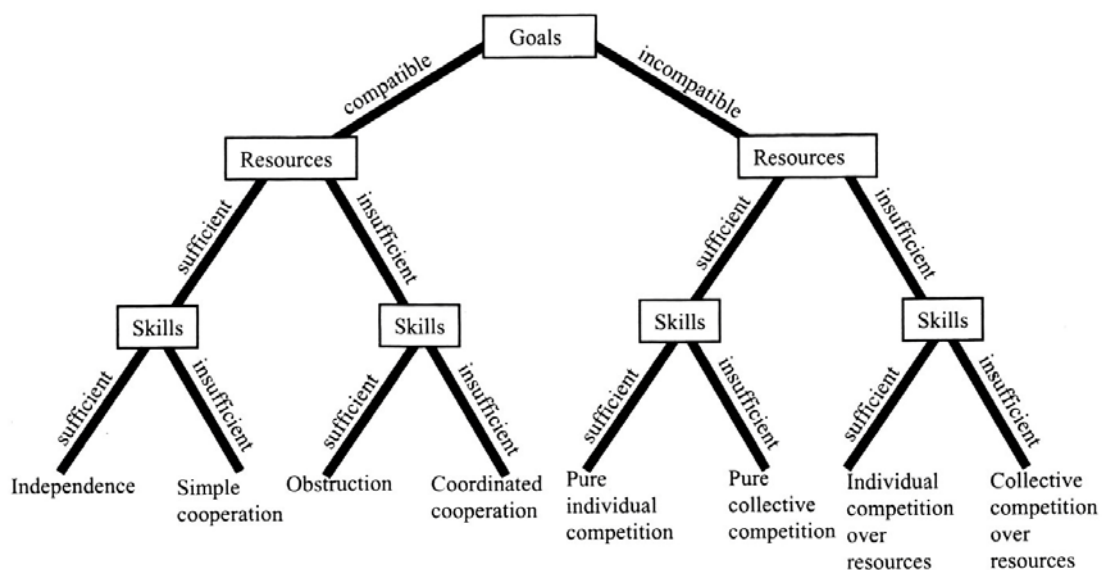 Goals
compatible
incompatible
Resources
Resources
sufficient
insufficient
sufficient
insufficient
Skills
Skills
Skills
Skills
sufficient
insufficient
sufficient
insufficient
sufficient
insufficient
sufficient
insufficient
Independence
Simple
cooperation
Obstruction
Coordinated
cooperation
Pure
individual
competition
Pure
collective
competition
Individual
competition
over
resources
Collective
competition
over
resources